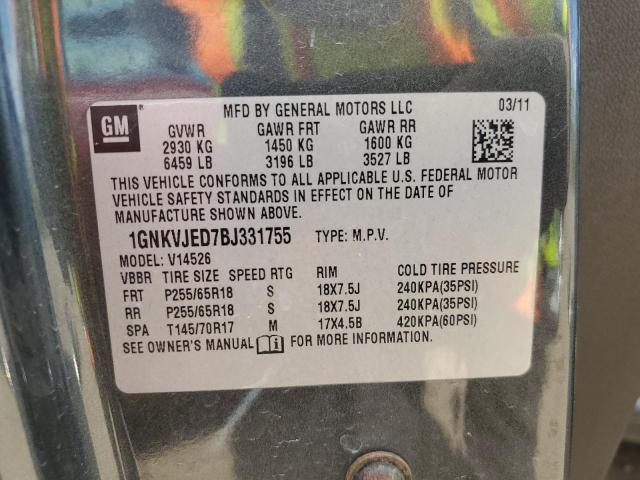 GM
MFD BY GENERAL MOTORS LLC 03/11
GVWR GAWR FRT GAWR RR
2930 KG 1450 KG 1600 KG
6459 LB 3196 LB 3527 LB
THIS VEHICLE CONFORMS TO ALL APPLICABLE U.S. FEDERAL MOTOR
VEHICLE SAFETY STANDARDS IN EFFECT ON THE DATE OF
MANUFACTURE SHOWN ABOVE.
1GNKVJED7BJ331755 TYPE: M.P.V.
MODEL: V14526
VBBR TIRE SIZE SPEED RTG RIM COLD TIRE PRESSURE
FRT P255/65R18 S 18X7.5J 240KPA(35PSI)
RR P255/65R18 S 18X7.5J 240KPA(35PSI)
SPA T145/70R17 M 17X4.5B 420KPA(60PSI)
SEE OWNER'S MANUAL FOR MORE INFORMATION.